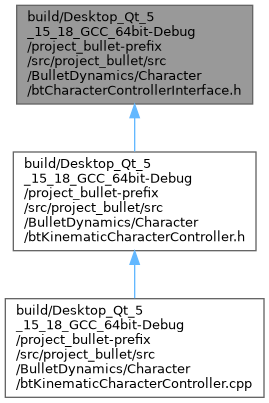 build/Desktop_Qt_5
_15_18_GCC_64bit-Debug
/project_bullet-prefix
/src/project_bullet/src
/BulletDynamics/Character
/btCharacterControllerInterface.h
build/Desktop_Qt_5
_15_18_GCC_64bit-Debug
/project_bullet-prefix
/src/project_bullet/src
/BulletDynamics/Character
/btKinematicCharacterController.h
build/Desktop_Qt_5
_15_18_GCC_64bit-Debug
/project_bullet-prefix
/src/project_bullet/src
/BulletDynamics/Character
/btKinematicCharacterController.cpp